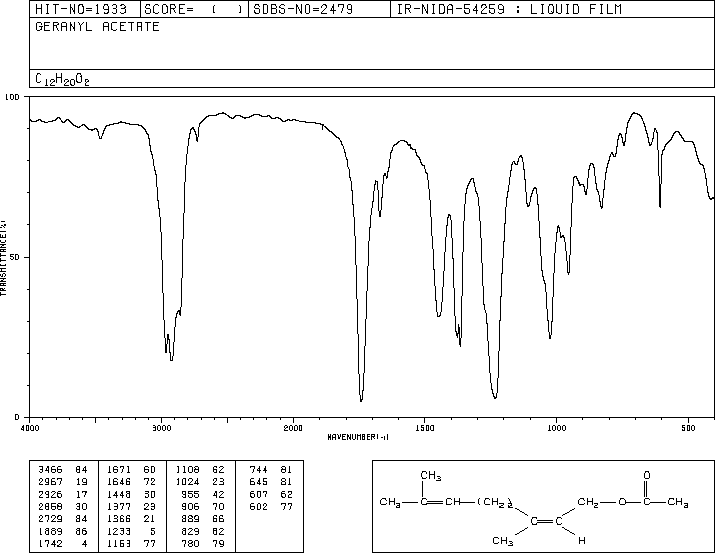 HIT-NO=1933 SCORE= ( ) SDBS-NO=2479 IR-NIDA-54259 : LIQUID FILM
GERANYL ACETATE
C12H20O2
100
50
0
TRANSMITTANCE(%)
4000 3000 2000 1500 1000 500
WAVENUMBER(-1)
3466 84 1671 60 1108 62 744 81
2967 19 1646 72 1024 23 645 81
2926 17 1448 30 955 42 607 62
2858 30 1377 23 906 70 602 77
2729 84 1366 21 889 66
1889 86 1233 5 829 62
1742 4 1163 77 780 79
CH3 O
CH3—C=CH—(CH2)2 CH2—O—C—CH3
C=C
CH3 H